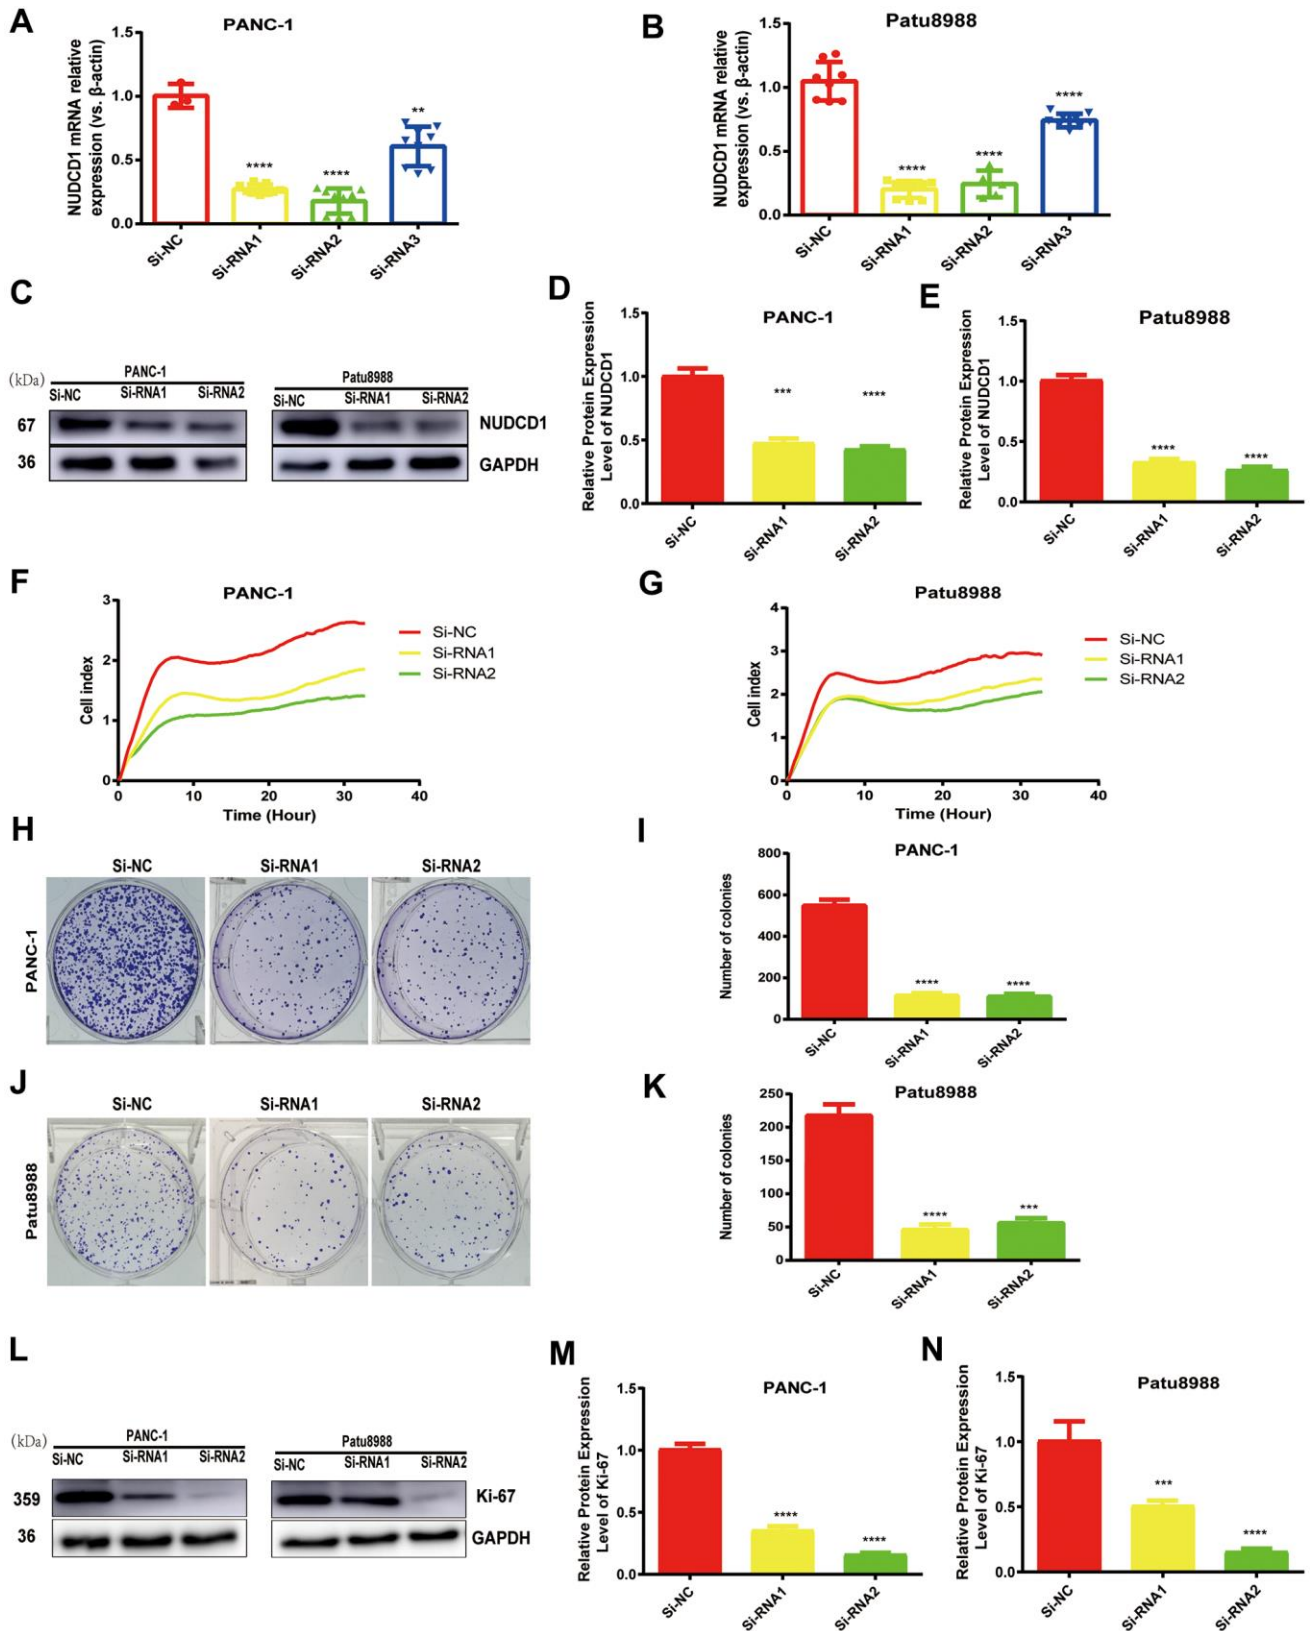 A
PANC-1
NUDCD1 mRNA relative
expression (vs. β-actin)
1.5
1.0
0.5
0.0
****
****
**
Si-NC
Si-RNA1
Si-RNA2
Si-RNA3
B
Patu8988
NUDCD1 mRNA relative
expression (vs. β-actin)
1.5
1.0
0.5
0.0
****
****
****
Si-NC
Si-RNA1
Si-RNA2
Si-RNA3
C
(kDa)
PANC-1
Si-NC Si-RNA1 Si-RNA2
Patu8988
Si-NC Si-RNA1 Si-RNA2
67
NUDCD1
36
GAPDH
D
PANC-1
Relative Protein Expression
Level of NUDCD1
1.5
1.0
0.5
0.0
***
****
Si-NC
Si-RNA1
Si-RNA2
E
Patu8988
Relative Protein Expression
Level of NUDCD1
1.5
1.0
0.5
0.0
****
****
Si-NC
Si-RNA1
Si-RNA2
F
PANC-1
Cell index
3
2
1
0
0 10 20 30 40
Time (Hour)
Si-NC
Si-RNA1
Si-RNA2
G
Patu8988
Cell index
4
3
2
1
0
0 10 20 30 40
Time (Hour)
Si-NC
Si-RNA1
Si-RNA2
H
Si-NC Si-RNA1 Si-RNA2
PANC-1
I
PANC-1
Number of colonies
800
600
400
200
0
****
****
Si-NC
Si-RNA1
Si-RNA2
J
Si-NC Si-RNA1 Si-RNA2
Patu8988
K
Patu8988
Number of colonies
250
200
150
100
50
0
****
***
Si-NC
Si-RNA1
Si-RNA2
L
(kDa)
PANC-1
Si-NC Si-RNA1 Si-RNA2
Patu8988
Si-NC Si-RNA1 Si-RNA2
359
Ki-67
36
GAPDH
M
PANC-1
Relative Protein Expression
Level of Ki-67
1.5
1.0
0.5
0.0
****
****
Si-NC
Si-RNA1
Si-RNA2
N
Patu8988
Relative Protein Expression
Level of Ki-67
1.5
1.0
0.5
0.0
***
****
Si-NC
Si-RNA1
Si-RNA2